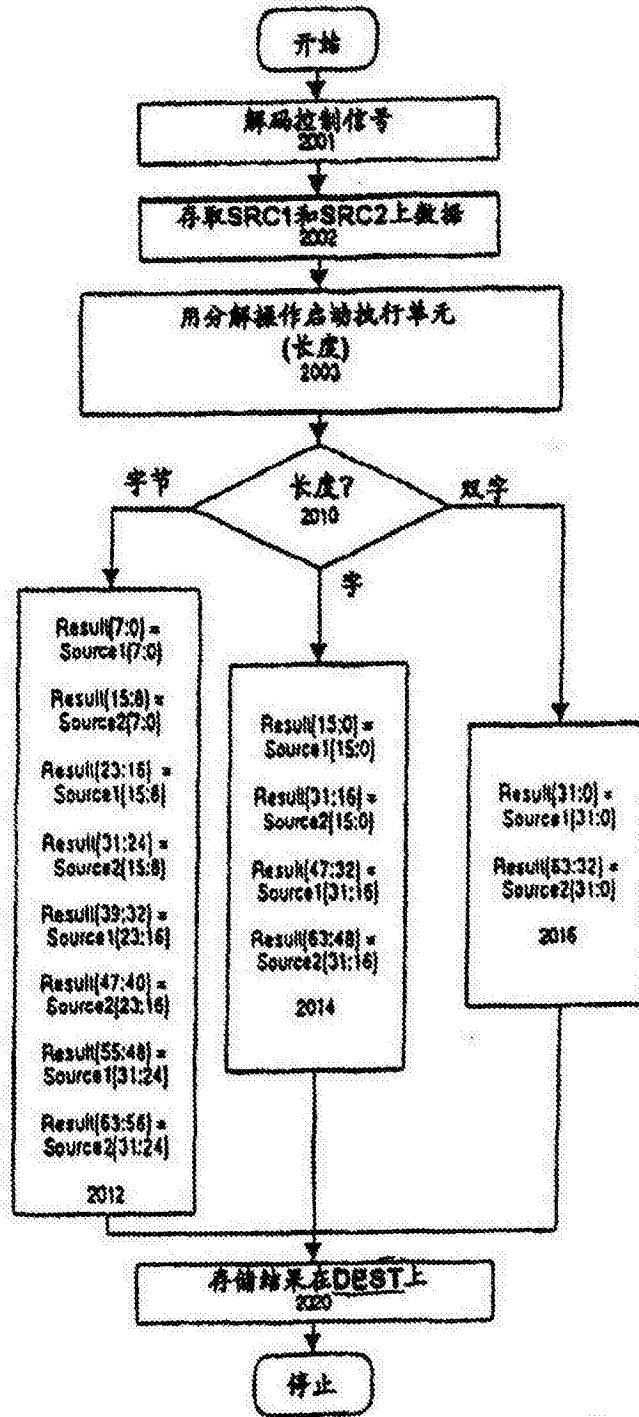 开始
解码控制信号
2001
存取SRC1和SRC2上数据
2002
用分解操作启动执行单元
(长度)
2003
字节
长度?
2010
双字
字
Result(7:0) =
Source1(7:0)
Result(15:8) =
Source2(7:0)
Result(23:16) =
Source1(15:8)
Result(31:24) =
Source2(15:8)
Result(39:32) =
Source1(23:16)
Result(47:40) =
Source2(23:16)
Result(55:48) =
Source1(31:24)
Result(63:56) =
Source2(31:24)
2012
Result(15:0) =
Source1(15:0)
Result(31:16) =
Source2(15:0)
Result(47:32) =
Source1(31:16)
Result(63:48) =
Source2(31:16)
2014
Result(31:0) =
Source1(31:0)
Result(63:32) =
Source2(31:0)
2016
存储结果在DEST上
2020
停止